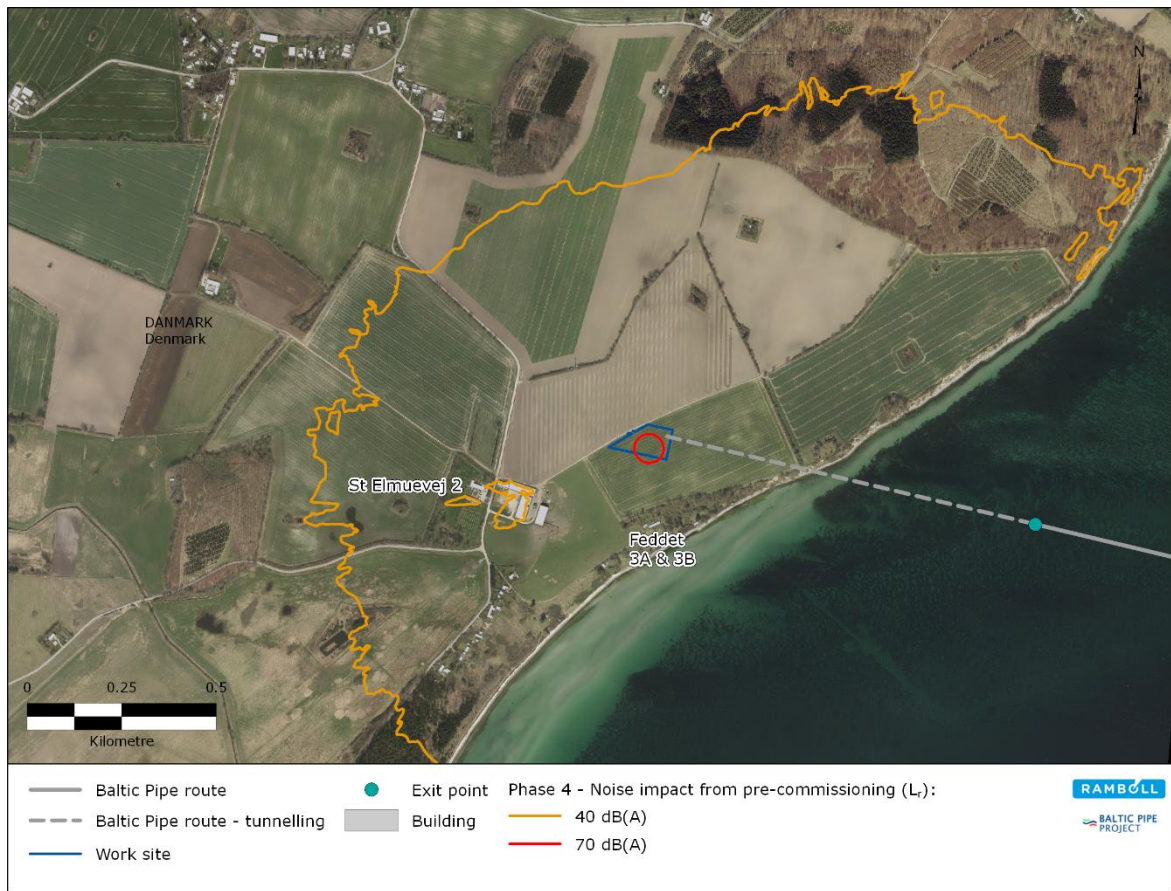 N
DANMARK
Denmark
St Elmuevej 2
Feddet
3A & 3B
0 0.25 0.5
Kilometre
Baltic Pipe route
Baltic Pipe route - tunnelling
Work site
Exit point
Building
Phase 4 - Noise impact from pre-commissioning (Lr):
40 dB(A)
70 dB(A)
RAMBOLL
BALTIC PIPE
PROJECT